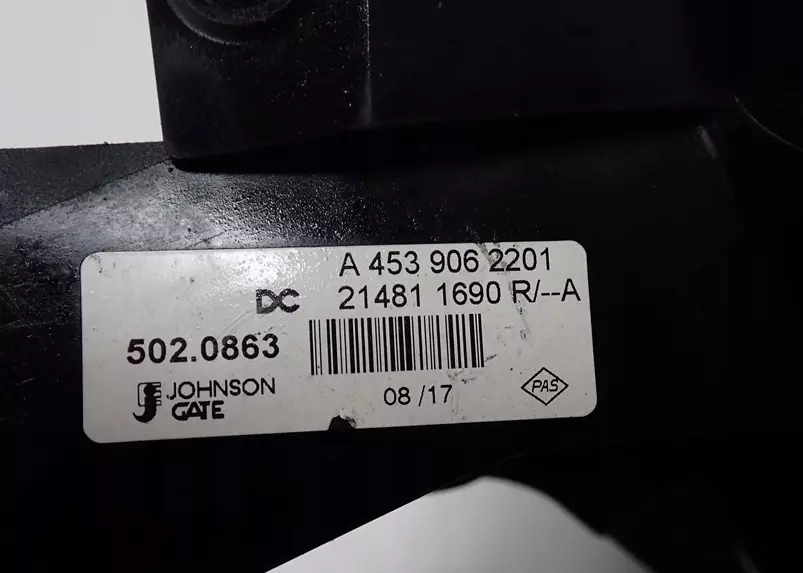 A 453 906 2201
DC 21481 1690 R/--A
502.0863
JOHNSON
GATE
08 /17
PAS